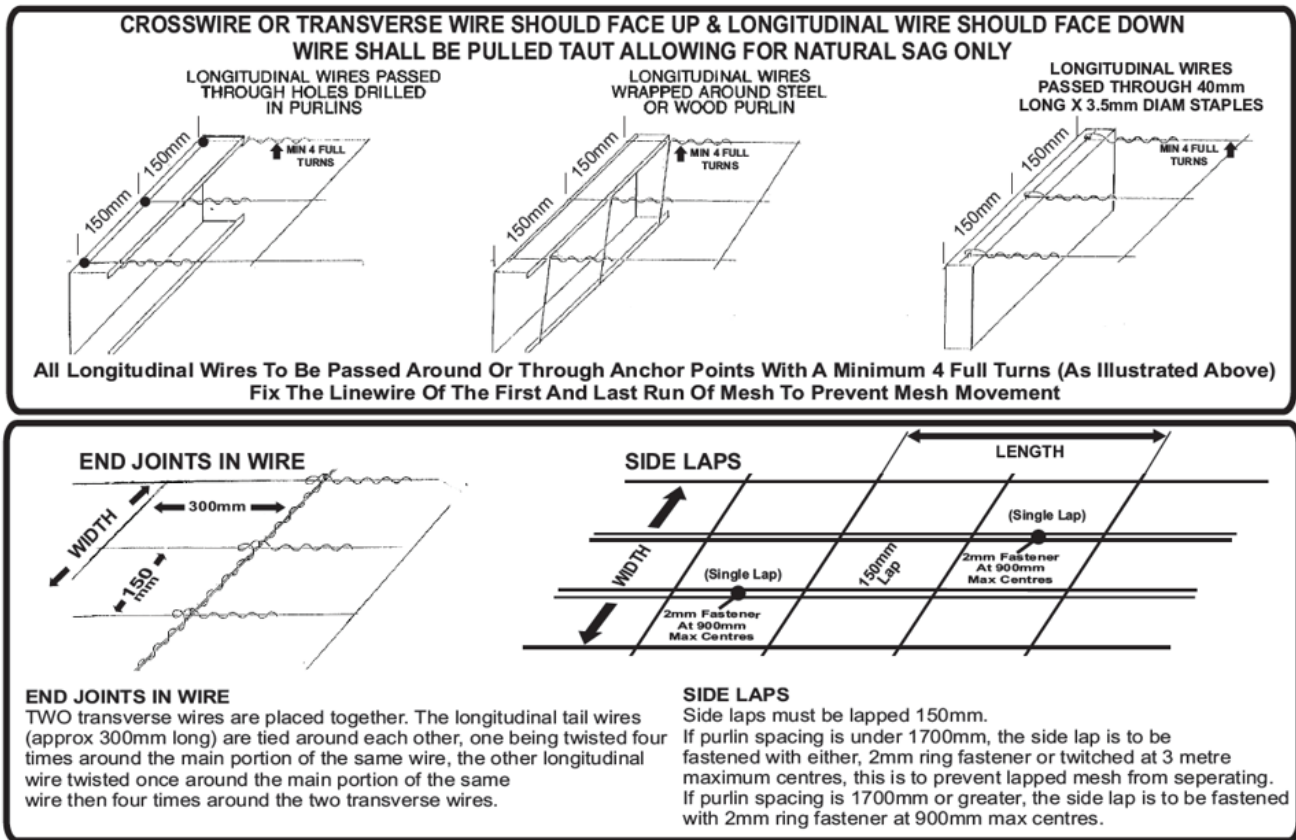 CROSSWIRE OR TRANSVERSE WIRE SHOULD FACE UP & LONGITUDINAL WIRE SHOULD FACE DOWN
WIRE SHALL BE PULLED TAUT ALLOWING FOR NATURAL SAG ONLY
LONGITUDINAL WIRES PASSED
THROUGH HOLES DRILLED
IN PURLINS
150mm
150mm
MIN 4 FULL
TURNS
LONGITUDINAL WIRES
WRAPPED AROUND STEEL
OR WOOD PURLIN
150mm
150mm
MIN 4 FULL
TURNS
LONGITUDINAL WIRES
PASSED THROUGH 40mm
LONG X 3.5mm DIAM STAPLES
150mm
150mm
MIN 4 FULL
TURNS
All Longitudinal Wires To Be Passed Around Or Through Anchor Points With A Minimum 4 Full Turns (As Illustrated Above)
Fix The Linewire Of The First And Last Run Of Mesh To Prevent Mesh Movement
END JOINTS IN WIRE
WIDTH
300mm
150
mm
SIDE LAPS
LENGTH
WIDTH
(Single Lap)
2mm Fastener
At 900mm
Max Centres
150mm
Lap
(Single Lap)
2mm Fastener
At 900mm
Max Centres
END JOINTS IN WIRE
TWO transverse wires are placed together. The longitudinal tail wires
(approx 300mm long) are tied around each other, one being twisted four
times around the main portion of the same wire, the other longitudinal
wire twisted once around the main portion of the same
wire then four times around the two transverse wires.
SIDE LAPS
Side laps must be lapped 150mm.
If purlin spacing is under 1700mm, the side lap is to be
fastened with either, 2mm ring fastener or twitched at 3 metre
maximum centres, this is to prevent lapped mesh from seperating.
If purlin spacing is 1700mm or greater, the side lap is to be fastened
with 2mm ring fastener at 900mm max centres.